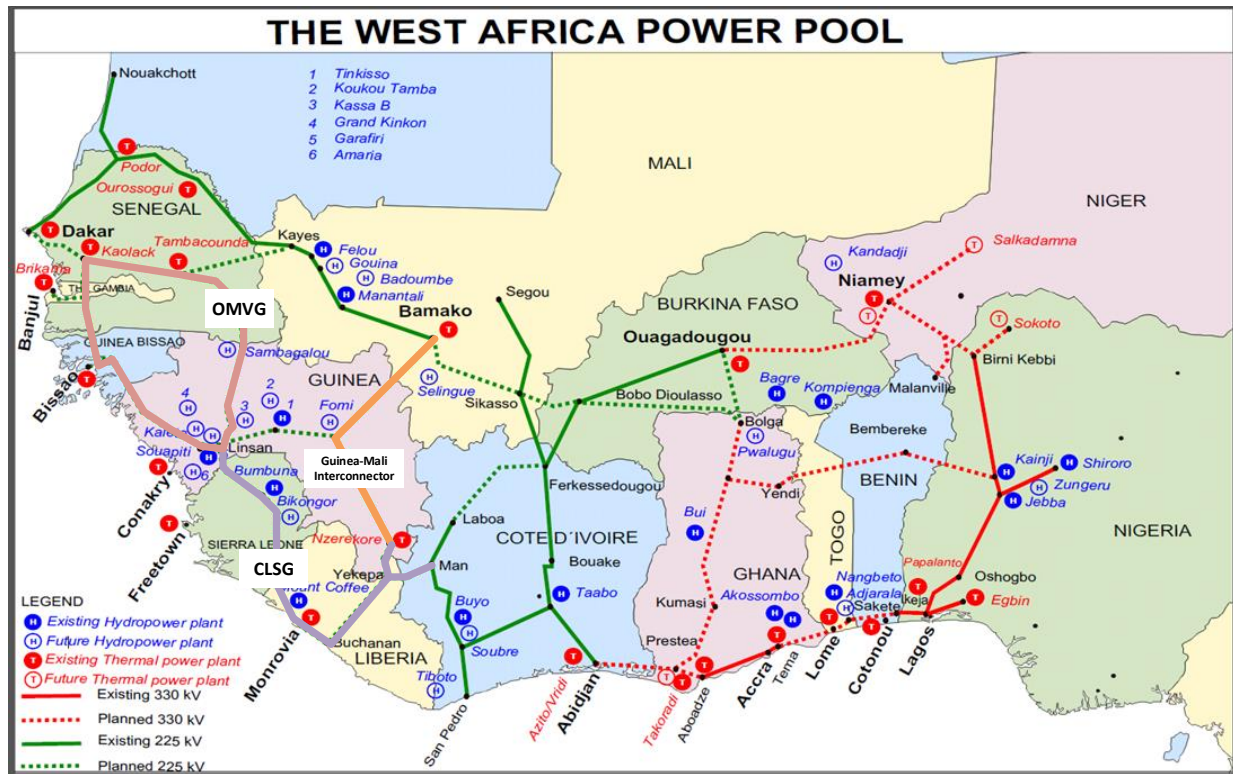 THE WEST AFRICA POWER POOL
Nouakchott
1 Tinkisso
2 Koukou Tamba
3 Kassa B
4 Grand Kinkon
5 Garafiri
6 Amaria
MALI
NIGER
Podor
Ourossogui
SENEGAL
Dakar
Kaolack
Tambacounda
Kayes
Felou
Gouina
Badoumbe
Manantali
Kandadji
Salkadamna
Brikama
THE GAMBIA
Banjul
OMVG
Segou
Bamako
BURKINA FASO
Niamey
Sokoto
GUINEA BISSAO
Bissao
Sambagalou
GUINEA
Ouagadougou
Birni Kebbi
Selingue
Sikasso
Bobo Dioulasso
Bagre
Kompienga
Malanville
4
2
3
1
Fomi
Linsan
Souapiti
6
Guinea-Mali
Interconnector
Bolga
Pwalugu
Bembereke
Conakry
Bumbuna
Bikongor
Ferkessedougou
Yendi
BENIN
Kainji
Shiroro
Zungeru
Jebba
Freetown
SIERRA LEONE
Nzerekore
Laboa
COTE D'IVOIRE
Bui
TOGO
NIGERIA
CLSG
Yekepa
Man
Bouake
GHANA
Papalanto
Oshogbo
Mount Coffee
Buyo
Taabo
Kumasi
Akossombo
Nangbeto
Adjarala
Sakete
Ikeja
Egbin
Monrovia
Buchanan
LIBERIA
Soubre
Prestea
Tiboto
San Pedro
Azito/Vridi
Abidjan
Takoradi
Aboadze
Accra
Tema
Lome
Cotonou
Lagos
LEGEND
H Existing Hydropower plant
H Future Hydropower plant
T Existing Thermal power plant
T Future Thermal power plant
Existing 330 kV
Planned 330 kV
Existing 225 kV
Planned 225 kV